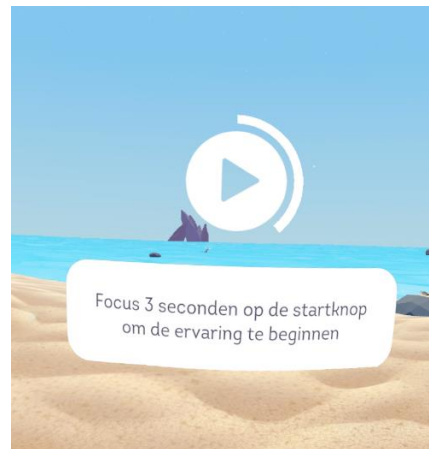 Focus 3 seconden op de startknop
om de ervaring te beginnen